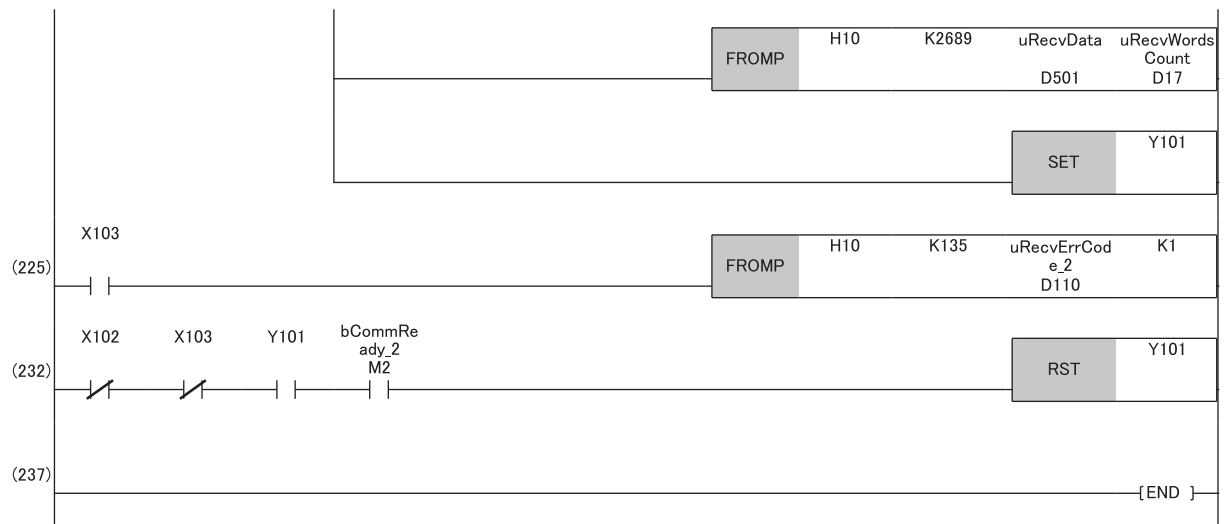 FROMP H10 K2689 uRecvData D501 uRecvWords Count D17
SET Y101
X103
(225) FROMP H10 K135 uRecvErrCod e_2 D110 K1
X102 X103 Y101 bCommRe ady_2 M2
(232) RST Y101
(237) [END ]